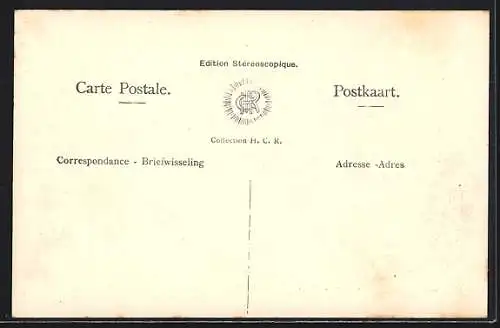 Edition Stéréoscopique.
Carte Postale.
Postkaart.
Collection H. C. R.
Correspondance - Briefwisseling
Adresse -Adres